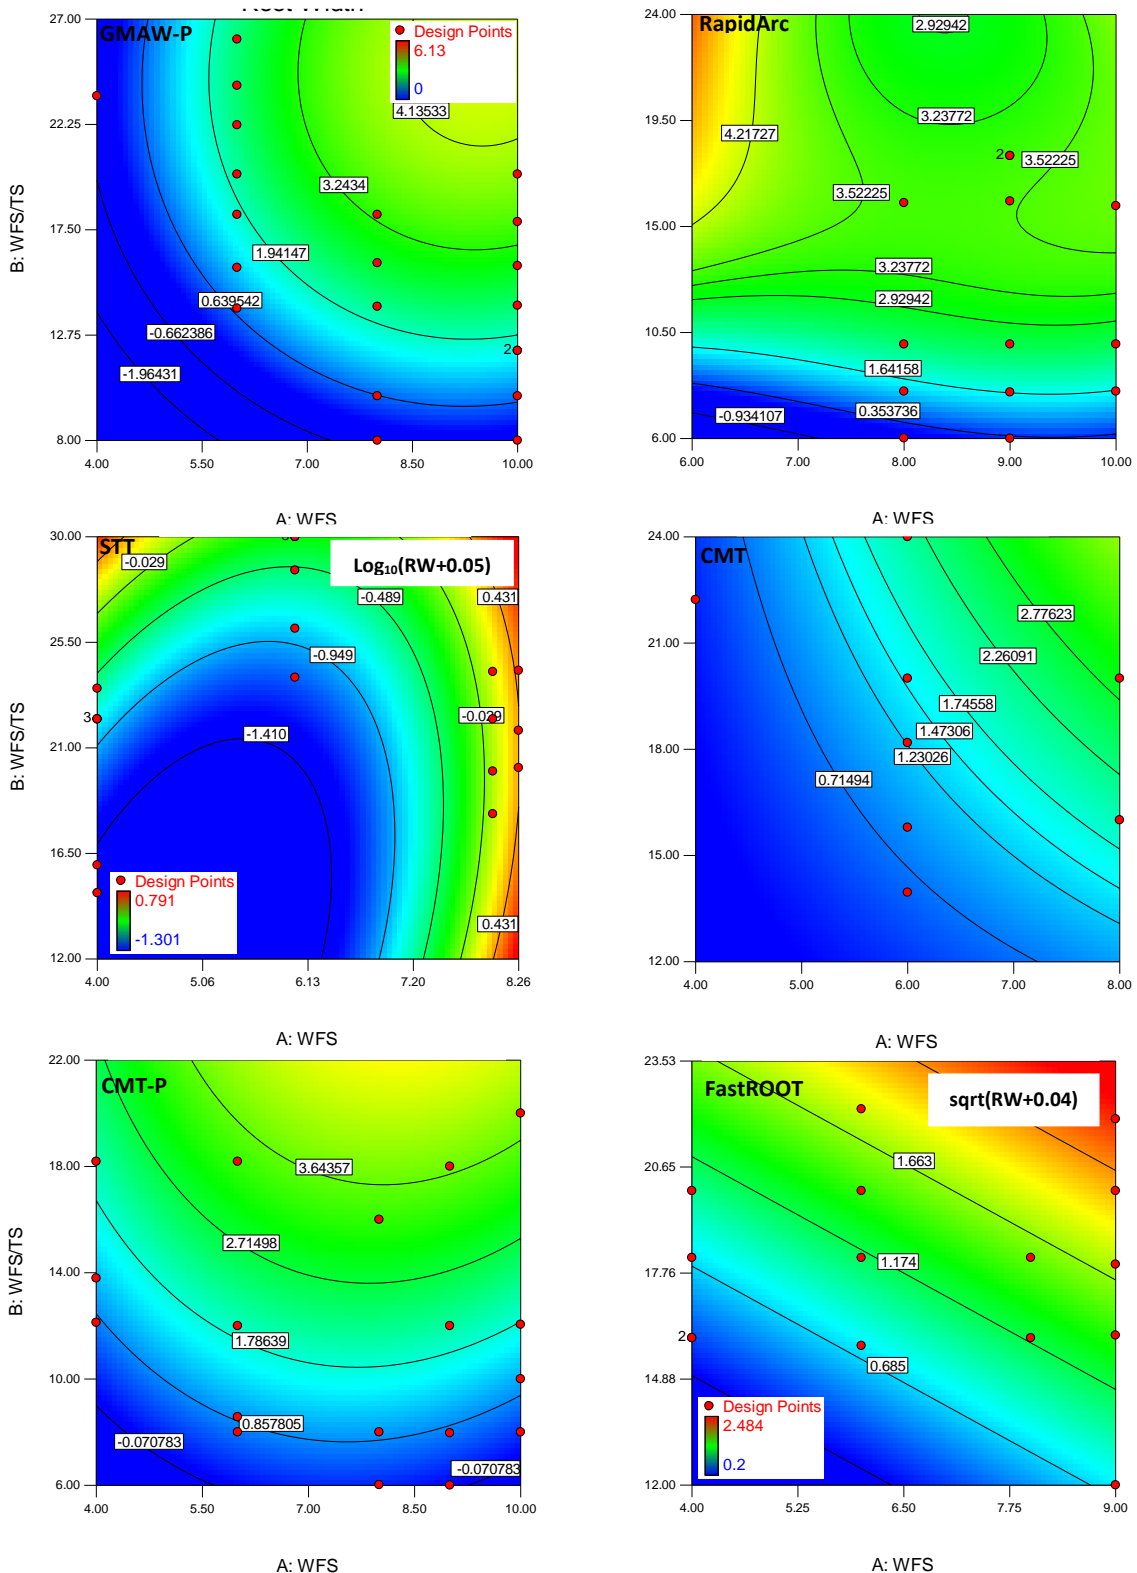 Root Width
GMAW-P
27.00
22.25
17.50
12.75
8.00
4.00 5.50 7.00 8.50 10.00
B: WFS/TS
A: WFS
Design Points
6.13
0
4.13533
3.2434
1.94147
0.639542
-0.662386
-1.96431
2
RapidArc
24.00
19.50
15.00
10.50
6.00
6.00 7.00 8.00 9.00 10.00
A: WFS
2.92942
3.23772
4.21727
2
3.52225
3.52225
3.23772
2.92942
1.64158
0.353736
-0.934107
STT
Log₁₀(RW+0.05)
30.00
25.50
21.00
16.50
12.00
4.00 5.06 6.13 7.20 8.26
B: WFS/TS
A: WFS
-0.029
-0.489
0.431
-0.949
3
-0.029
-1.410
0.431
Design Points
0.791
-1.301
CMT
24.00
21.00
18.00
15.00
12.00
4.00 5.00 6.00 7.00 8.00
A: WFS
2.77623
2.26091
1.74558
1.47306
1.23026
0.71494
CMT-P
22.00
18.00
14.00
10.00
6.00
4.00 5.50 7.00 8.50 10.00
B: WFS/TS
A: WFS
3.64357
2.71498
1.78639
0.857805
-0.070783
-0.070783
FastROOT
sqrt(RW+0.04)
23.53
20.65
17.76
14.88
12.00
4.00 5.25 6.50 7.75 9.00
A: WFS
1.663
1.174
2
0.685
Design Points
2.484
0.2